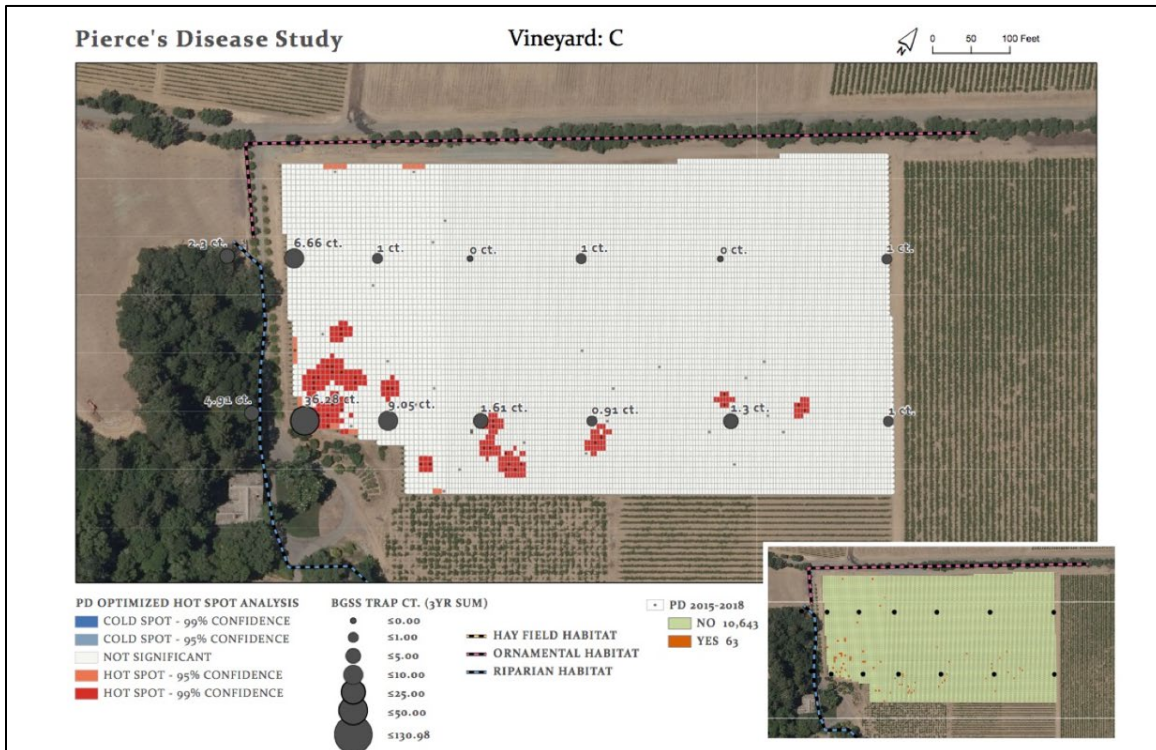 Pierce's Disease Study
Vineyard: C
N
0 50 100 Feet
2.3 ct.
6.66 ct.
1 ct.
0 ct.
1 ct.
0 ct.
1 ct.
4.91 ct.
36.28 ct.
9.05 ct.
1.61 ct.
0.91 ct.
1.3 ct.
1 ct.
PD OPTIMIZED HOT SPOT ANALYSIS
COLD SPOT - 99% CONFIDENCE
COLD SPOT - 95% CONFIDENCE
NOT SIGNIFICANT
HOT SPOT - 95% CONFIDENCE
HOT SPOT - 99% CONFIDENCE
BGSS TRAP CT. (3YR SUM)
≤0.00
≤1.00
≤5.00
≤10.00
≤25.00
≤50.00
≤130.98
HAY FIELD HABITAT
ORNAMENTAL HABITAT
RIPARIAN HABITAT
PD 2015-2018
NO 10,643
YES 63